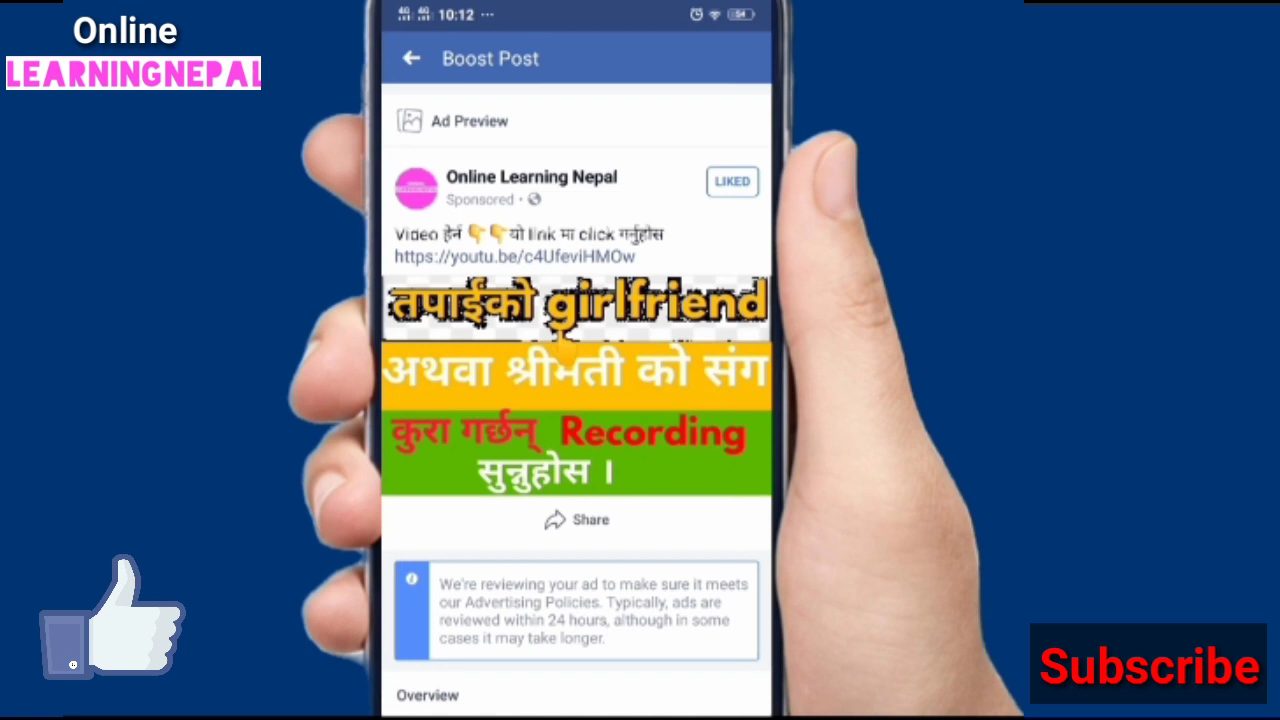 Online
LEARNINGNEPAL
10:12
54
Boost Post
Ad Preview
Online Learning Nepal
LIKED
Sponsored
Video हेर्न 👇👇यो link मा click गर्नुहोस
https://youtu.be/c4UfeviHMOw
तपाईंको girlfriend
अथवा श्रीमती को संग
कुरा गर्छन् Recording
सुन्नुहोस ।
Share
We're reviewing your ad to make sure it meets
our Advertising Policies. Typically, ads are
reviewed within 24 hours, although in some
cases it may take longer.
Overview
Subscribe